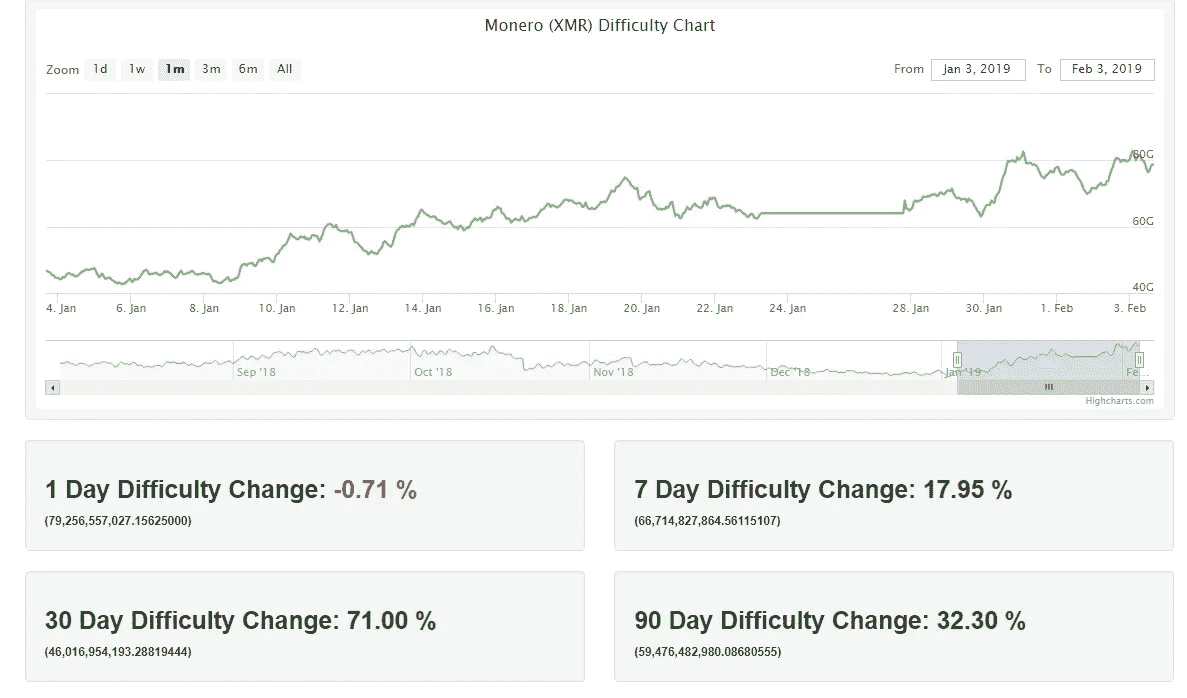 Monero (XMR) Difficulty Chart
Zoom 1d 1w 1m 3m 6m All From Jan 3, 2019 To Feb 3, 2019
80G
60G
40G
4. Jan 6. Jan 8. Jan 10. Jan 12. Jan 14. Jan 16. Jan 18. Jan 20. Jan 22. Jan 24. Jan 28. Jan 30. Jan 1. Feb 3. Feb
Sep '18 Oct '18 Nov '18 Dec '18 Jan '19 Fe...
Highcharts.com
1 Day Difficulty Change: -0.71 %
(79,256,557,027.15625000)
7 Day Difficulty Change: 17.95 %
(66,714,827,864.56115107)
30 Day Difficulty Change: 71.00 %
(46,016,954,193.28819444)
90 Day Difficulty Change: 32.30 %
(59,476,482,980.08680555)